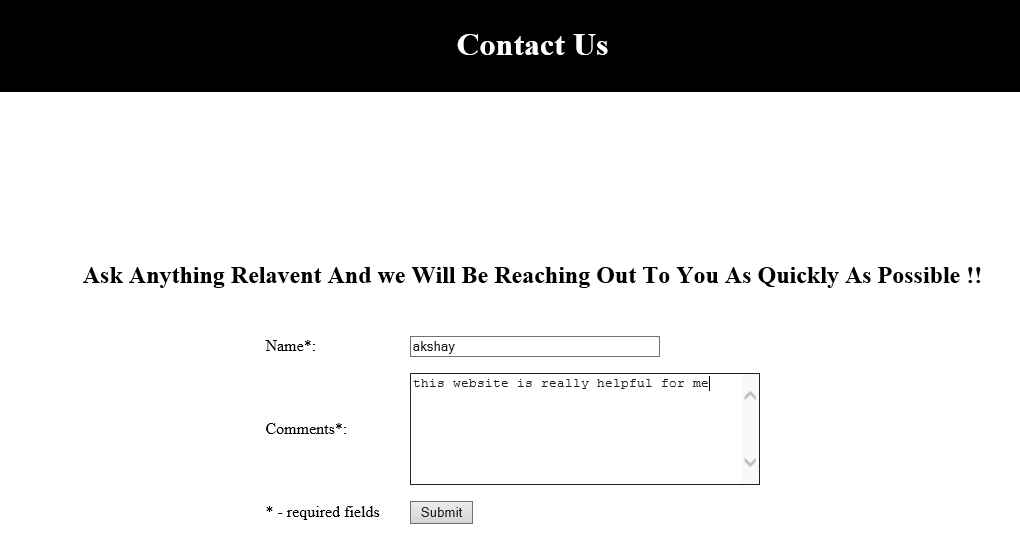 Contact Us
Ask Anything Relavent And we Will Be Reaching Out To You As Quickly As Possible !!
Name*:
akshay
this website is really helpful for me
Comments*:
* - required fields
Submit